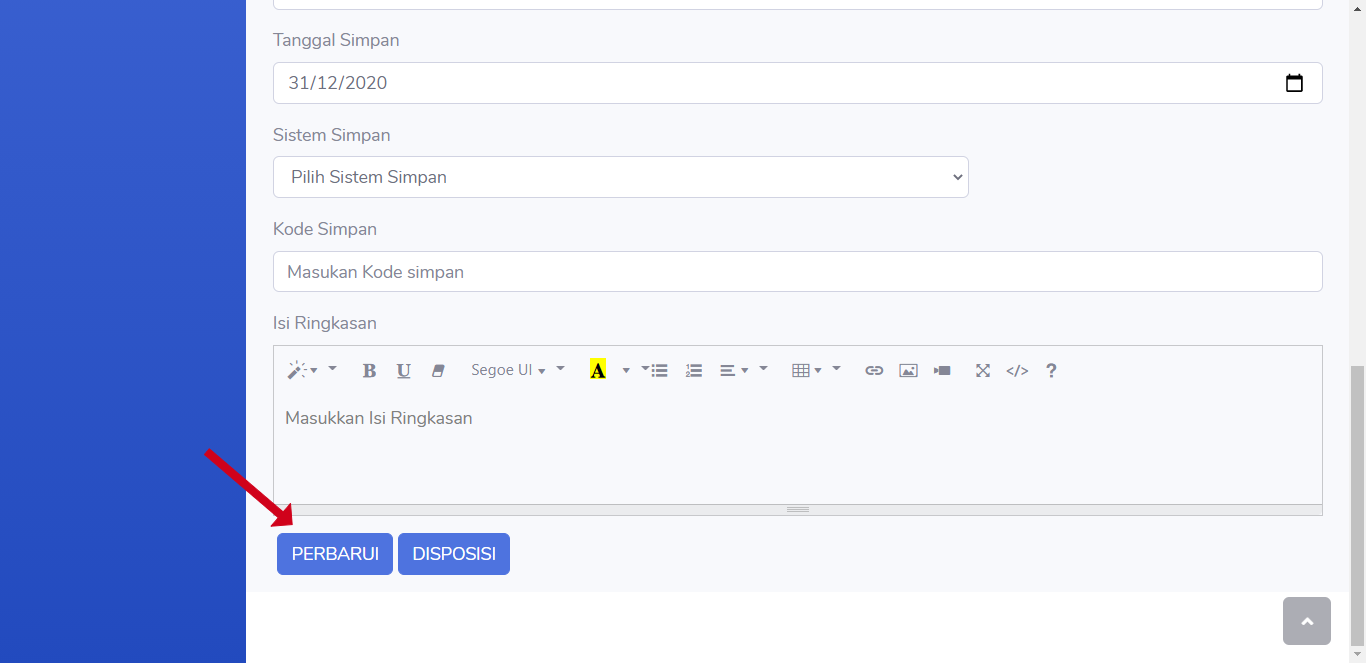 Tanggal Simpan
31/12/2020
Sistem Simpan
Pilih Sistem Simpan
Kode Simpan
Masukan Kode simpan
Isi Ringkasan
B U Segoe UI A </> ?
Masukkan Isi Ringkasan
PERBARUI DISPOSISI